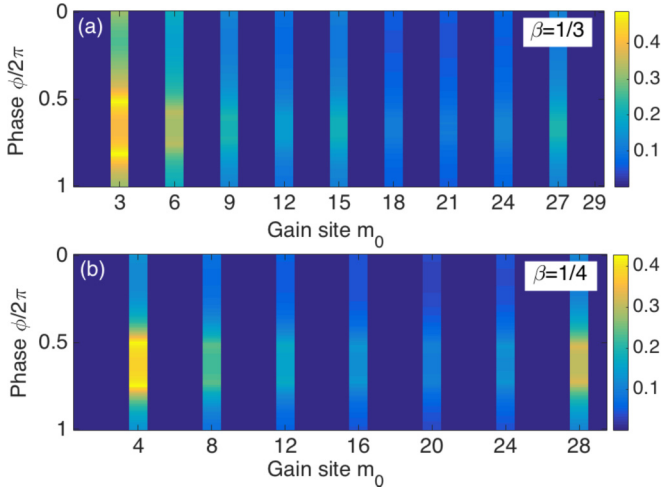 (a)
β=1/3
Phase ϕ/2π
0
0.5
1
3 6 9 12 15 18 21 24 27 29
Gain site m0
0.4
0.3
0.2
0.1
(b)
β=1/4
Phase ϕ/2π
0
0.5
1
4 8 12 16 20 24 28
Gain site m0
0.4
0.3
0.2
0.1